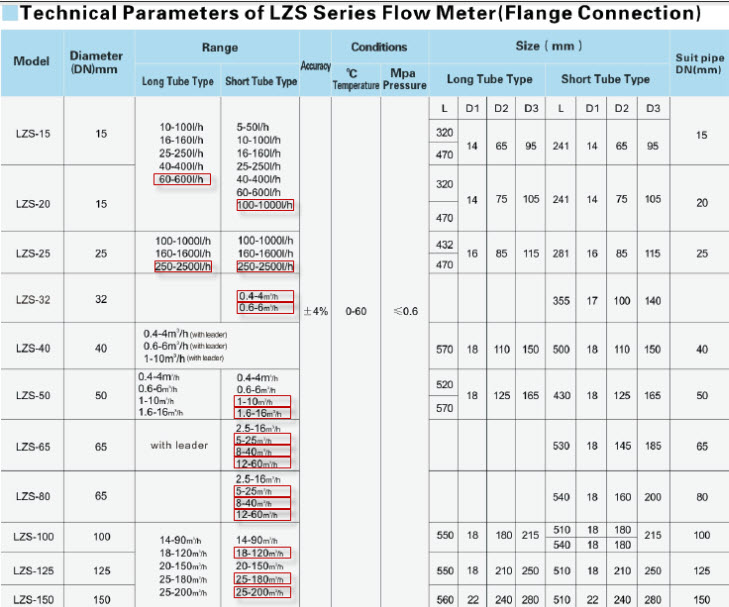 Technical Parameters of LZS Series Flow Meter(Flange Connection)
Model Diameter (DN)mm Range Accuracy Conditions Size ( mm ) Suit pipe DN(mm)
Long Tube Type Short Tube Type °C Temperature Mpa Pressure Long Tube Type Short Tube Type
L D1 D2 D3 L D1 D2 D3
LZS-15 15 320 470 14 65 95 241 14 65 95 15
10-100l/h 5-50l/h
16-160l/h 10-100l/h
25-250l/h 16-160l/h
40-400l/h 25-250l/h
60-600l/h 40-400l/h
60-600l/h
100-1000l/h
LZS-20 15 320 470 14 75 105 241 14 75 105 20
LZS-25 25 432 470 16 85 115 281 16 85 115 25
100-1000l/h 100-1000l/h
160-1600l/h 160-1600l/h
250-2500l/h 250-2500l/h
LZS-32 32 355 17 100 140
0.4-4m³/h
0.6-6m³/h
±4% 0-60 ≤0.6
LZS-40 40 570 18 110 150 500 18 110 150 40
0.4-4m³/h (with leader)
0.6-6m³/h (with leader)
1-10m³/h (with leader)
LZS-50 50 520 570 18 125 165 430 18 125 165 50
0.4-4m³/h 0.4-4m³/h
0.6-6m³/h 0.6-6m³/h
1-10m³/h 1-10m³/h
1.6-16m³/h 1.6-16m³/h
LZS-65 65 with leader 530 18 145 185 65
2.5-16m³/h
5-25m³/h
8-40m³/h
12-60m³/h
LZS-80 65 540 18 160 200 80
2.5-16m³/h
5-25m³/h
8-40m³/h
12-60m³/h
LZS-100 100 550 18 180 215 510 18 180 540 18 180 215 100
14-90m³/h 14-90m³/h
18-120m³/h 18-120m³/h
LZS-125 125 550 18 210 250 510 18 210 250 125
20-150m³/h 20-150m³/h
25-180m³/h 25-180m³/h
25-200m³/h 25-200m³/h
LZS-150 150 560 22 240 280 510 22 240 280 150